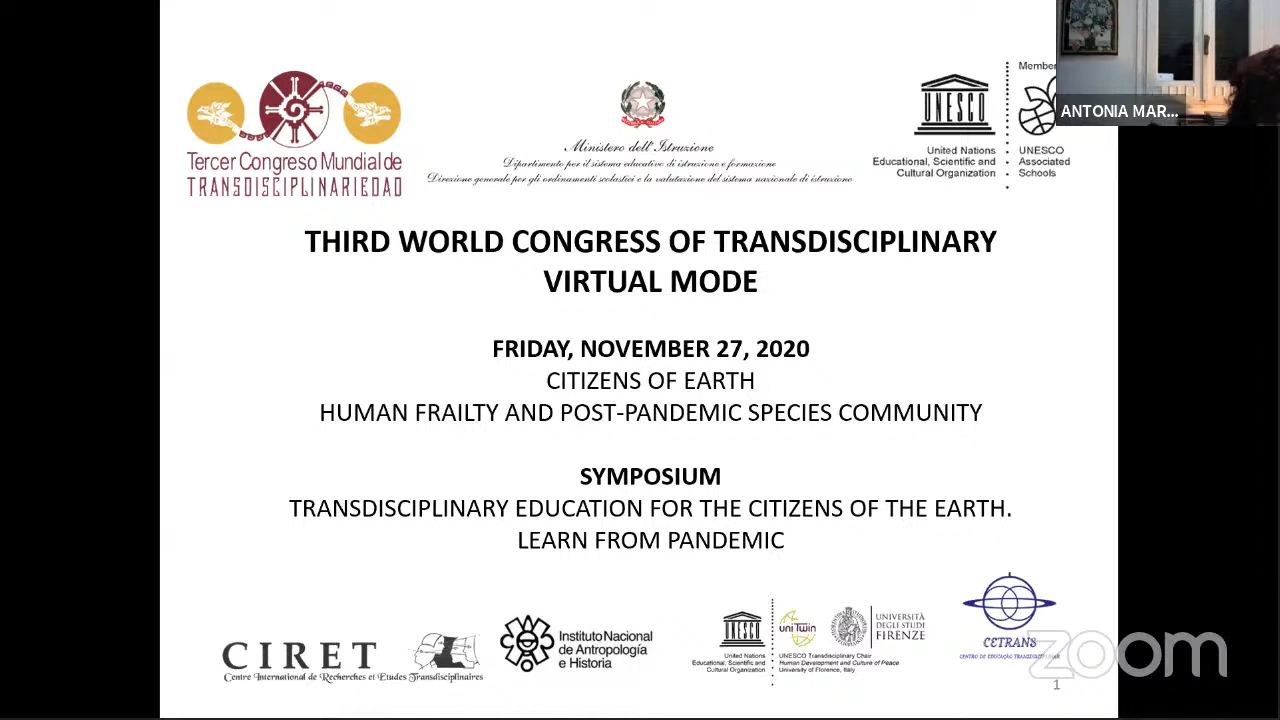 Tercer Congreso Mundial de
TRANSDISCIPLINARIEDAD
Ministero dell'Istruzione
Dipartimento per il sistema educativo di istruzione e formazione
Direzione generale per gli ordinamenti scolastici e la valutazione del sistema nazionale di istruzione
UNESCO
United Nations
Educational, Scientific and
Cultural Organization
Member
UNESCO
Associated
Schools
ANTONIA MAR...
THIRD WORLD CONGRESS OF TRANSDISCIPLINARY
VIRTUAL MODE
FRIDAY, NOVEMBER 27, 2020
CITIZENS OF EARTH
HUMAN FRAILTY AND POST-PANDEMIC SPECIES COMMUNITY
SYMPOSIUM
TRANSDISCIPLINARY EDUCATION FOR THE CITIZENS OF THE EARTH.
LEARN FROM PANDEMIC
CIRET
Centre International de Recherches et Etudes Transdisciplinaires
Instituto Nacional
de Antropología
e Historia
UNESCO
United Nations
Educational, Scientific and
Cultural Organization
uniTwin
UNESCO Transdisciplinary Chair
Human Development and Culture of Peace
University of Florence, Italy
UNIVERSITÀ
DEGLI STUDI
FIRENZE
CETRANS
CENTRO DE EDUCAÇÃO
zoom
1